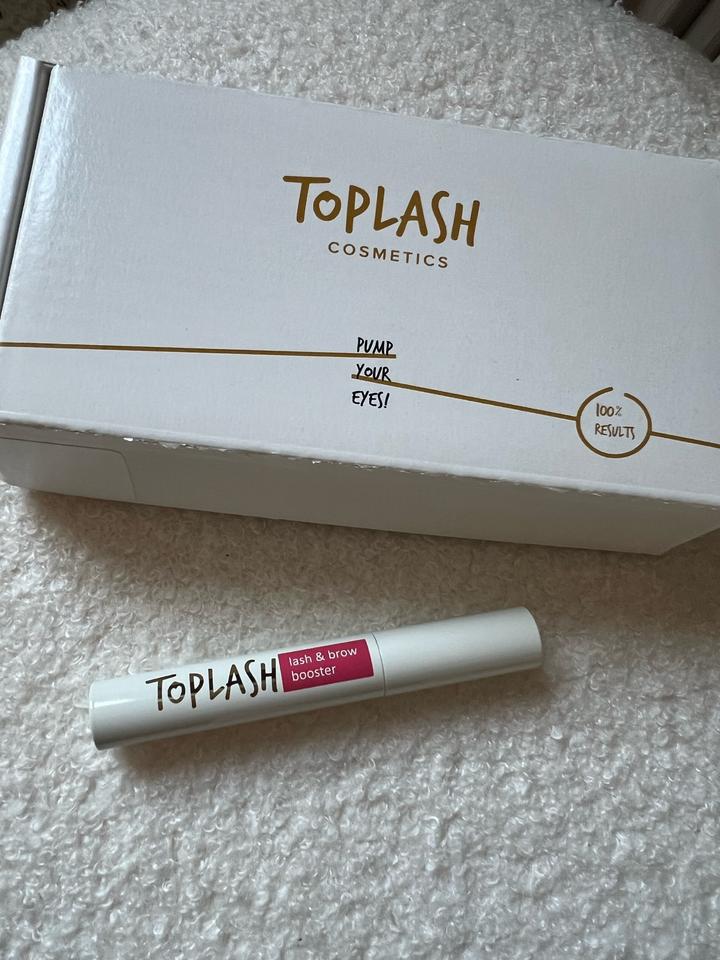 TOPLASH
COSMETICS
PUMP
YOUR
EYES!
100%
RESULTS
TOPLASH
lash & brow
booster